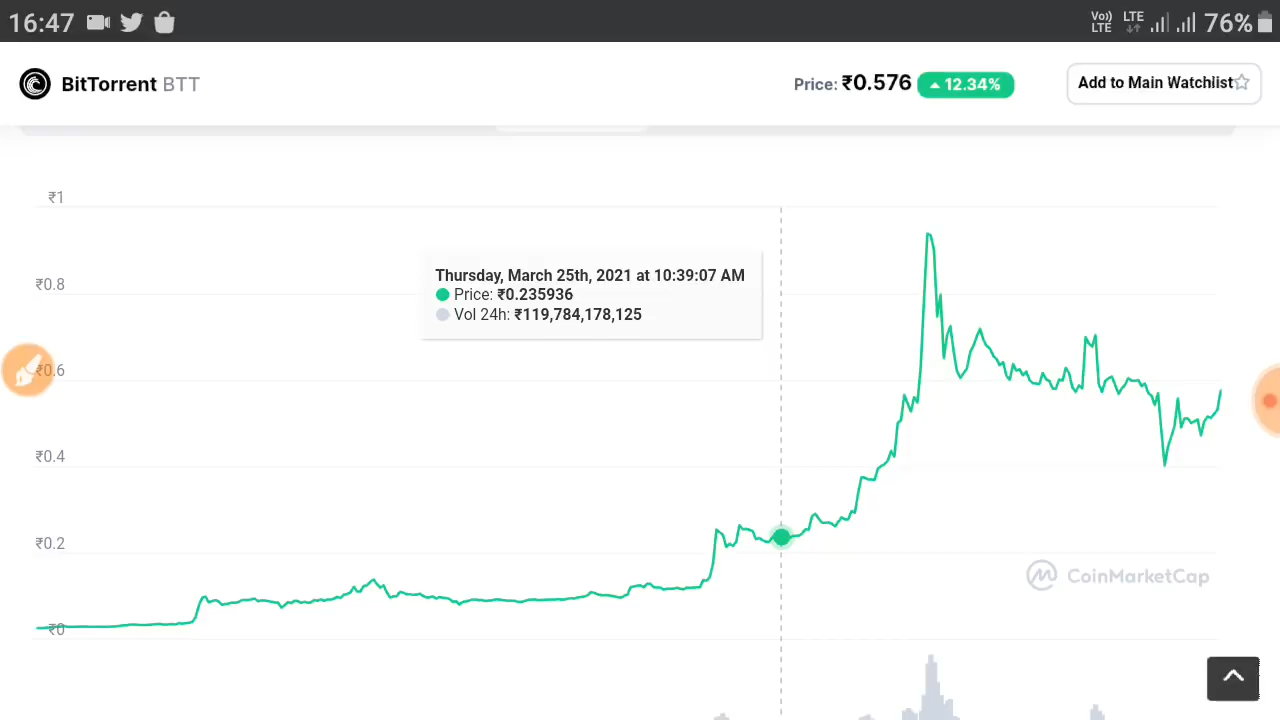 16:47
Vo)) LTE
LTE
76%
BitTorrent BTT
Price: ₹0.576
12.34%
Add to Main Watchlist
₹1
₹0.8
₹0.6
₹0.4
₹0.2
₹0
Thursday, March 25th, 2021 at 10:39:07 AM
Price: ₹0.235936
Vol 24h: ₹119,784,178,125
CoinMarketCap